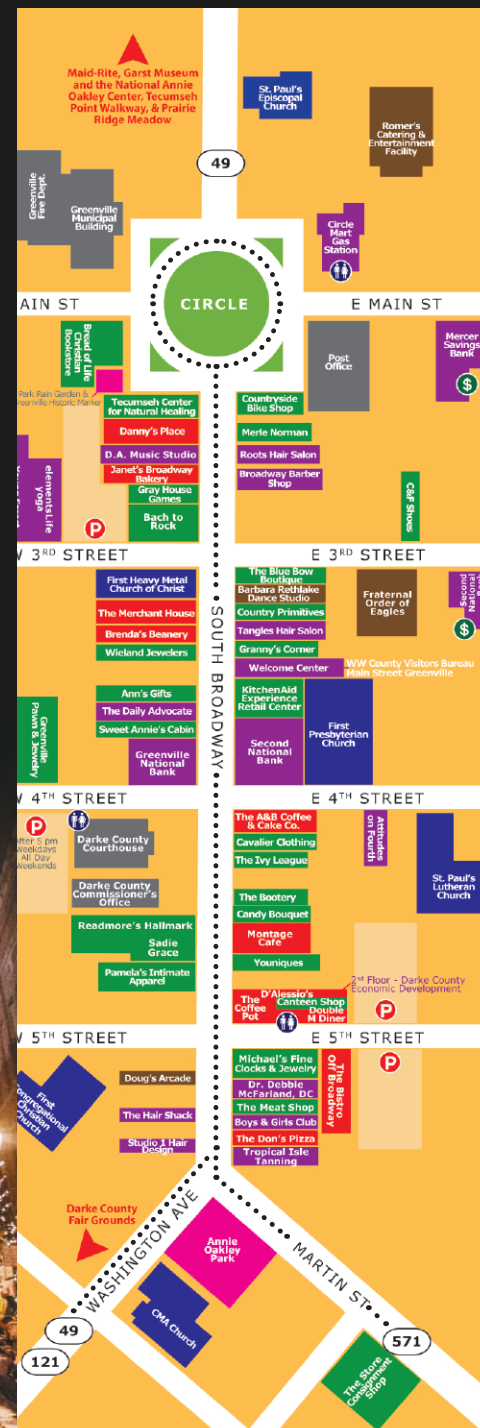 Maid-Rite, Garst Museum
and the National Annie
Oakley Center, Tecumseh
Point Walkway, & Prairie
Ridge Meadow
St. Paul's
Episcopal
Church
Romer's
Catering &
Entertainment
Facility
49
Greenville
Fire Dept.
Greenville
Municipal
Building
Circle
Mart
Gas
Station
AIN ST
CIRCLE
E MAIN ST
Bread of Life
Christian
Bookstore
Post
Office
Mercer
Savings
Bank
$
Park Rain Garden &
Greenville Historic Marker
Tecumseh Center
for Natural Healing
Countryside
Bike Shop
Danny's Place
Merle Norman
D.A. Music Studio
Roots Hair Salon
Janet's Broadway
Bakery
Broadway Barber
Shop
elementsLife
yoga
Gray House
Games
C&F Shoes
P
Bach to
Rock
3RD STREET
E 3RD STREET
First Heavy Metal
Church of Christ
The Blue Bow
Boutique
Barbara Rethlake
Dance Studio
Fraternal
Order of
Eagles
Second
National
$
The Merchant House
Country Primitives
Brenda's Beanery
Tangles Hair Salon
Wieland Jewelers
Granny's Corner
Welcome Center
WW County Visitors Bureau
Main Street Greenville
SOUTH BROADWAY
Ann's Gifts
KitchenAid
Experience
Retail Center
The Daily Advocate
Greenville
Pawn & Jewelry
Sweet Annie's Cabin
First
Presbyterian
Church
Greenville
National
Bank
Second
National
Bank
4TH STREET
E 4TH STREET
P
After 5 pm
Weekdays
All Day
Weekends
Darke County
Courthouse
The A&B Coffee
& Cake Co.
Attitudes
on Fourth
Cavalier Clothing
The Ivy League
St. Paul's
Lutheran
Church
Darke County
Commissioner's
Office
The Bootery
Candy Bouquet
Readmore's Hallmark
Sadie
Grace
Montage
Cafe
Pamela's Intimate
Apparel
Youniques
2nd Floor - Darke County
Economic Development
D'Alessio's
The
Coffee
Pot
Canteen Shop
Double
M Diner
P
5TH STREET
E 5TH STREET
First
Congregational
Christian
Church
Doug's Arcade
Michael's Fine
Clocks & Jewelry
The Bistro
Off Broadway
P
Dr. Debbie
McFarland, DC
The Meat Shop
The Hair Shack
Boys & Girls Club
Studio 1 Hair
Design
The Don's Pizza
Tropical Isle
Tanning
Darke County
Fair Grounds
WASHINGTON AVE
Annie
Oakley
Park
MARTIN ST
CMA Church
49
121
571
The Store
Consignment
Shop